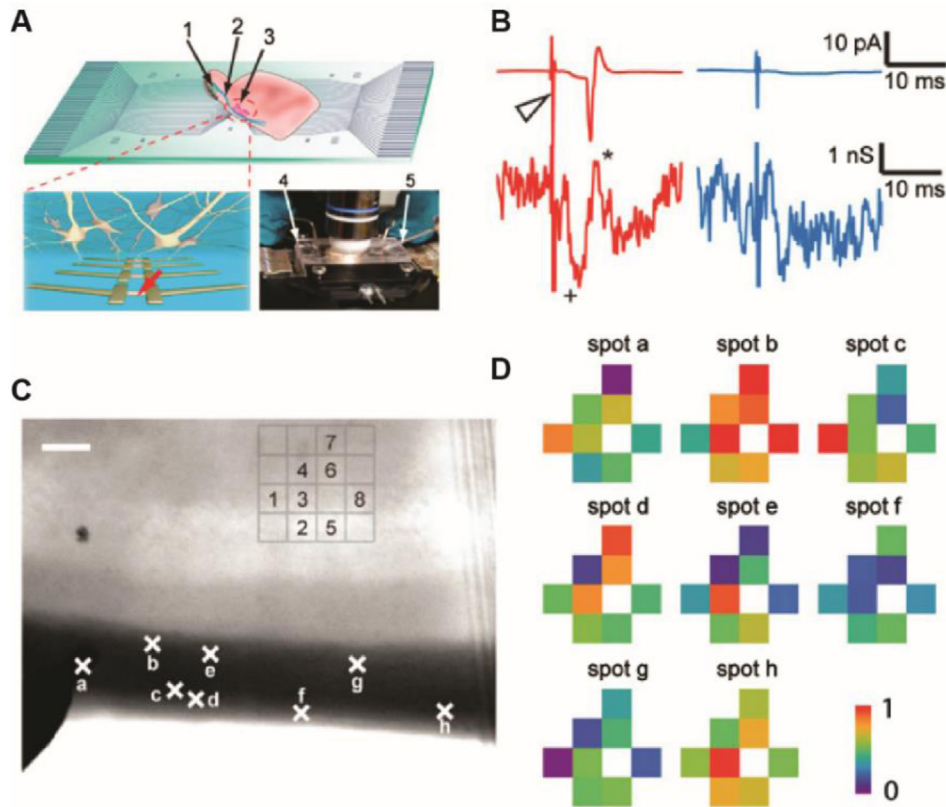 A
1 2 3
4 5
B
10 pA
10 ms
1 nS
10 ms
*
+
C
7
4 6
1 3 8
2 5
a b c d e f g h
D
spot a spot b spot c
spot d spot e spot f
spot g spot h
1
0